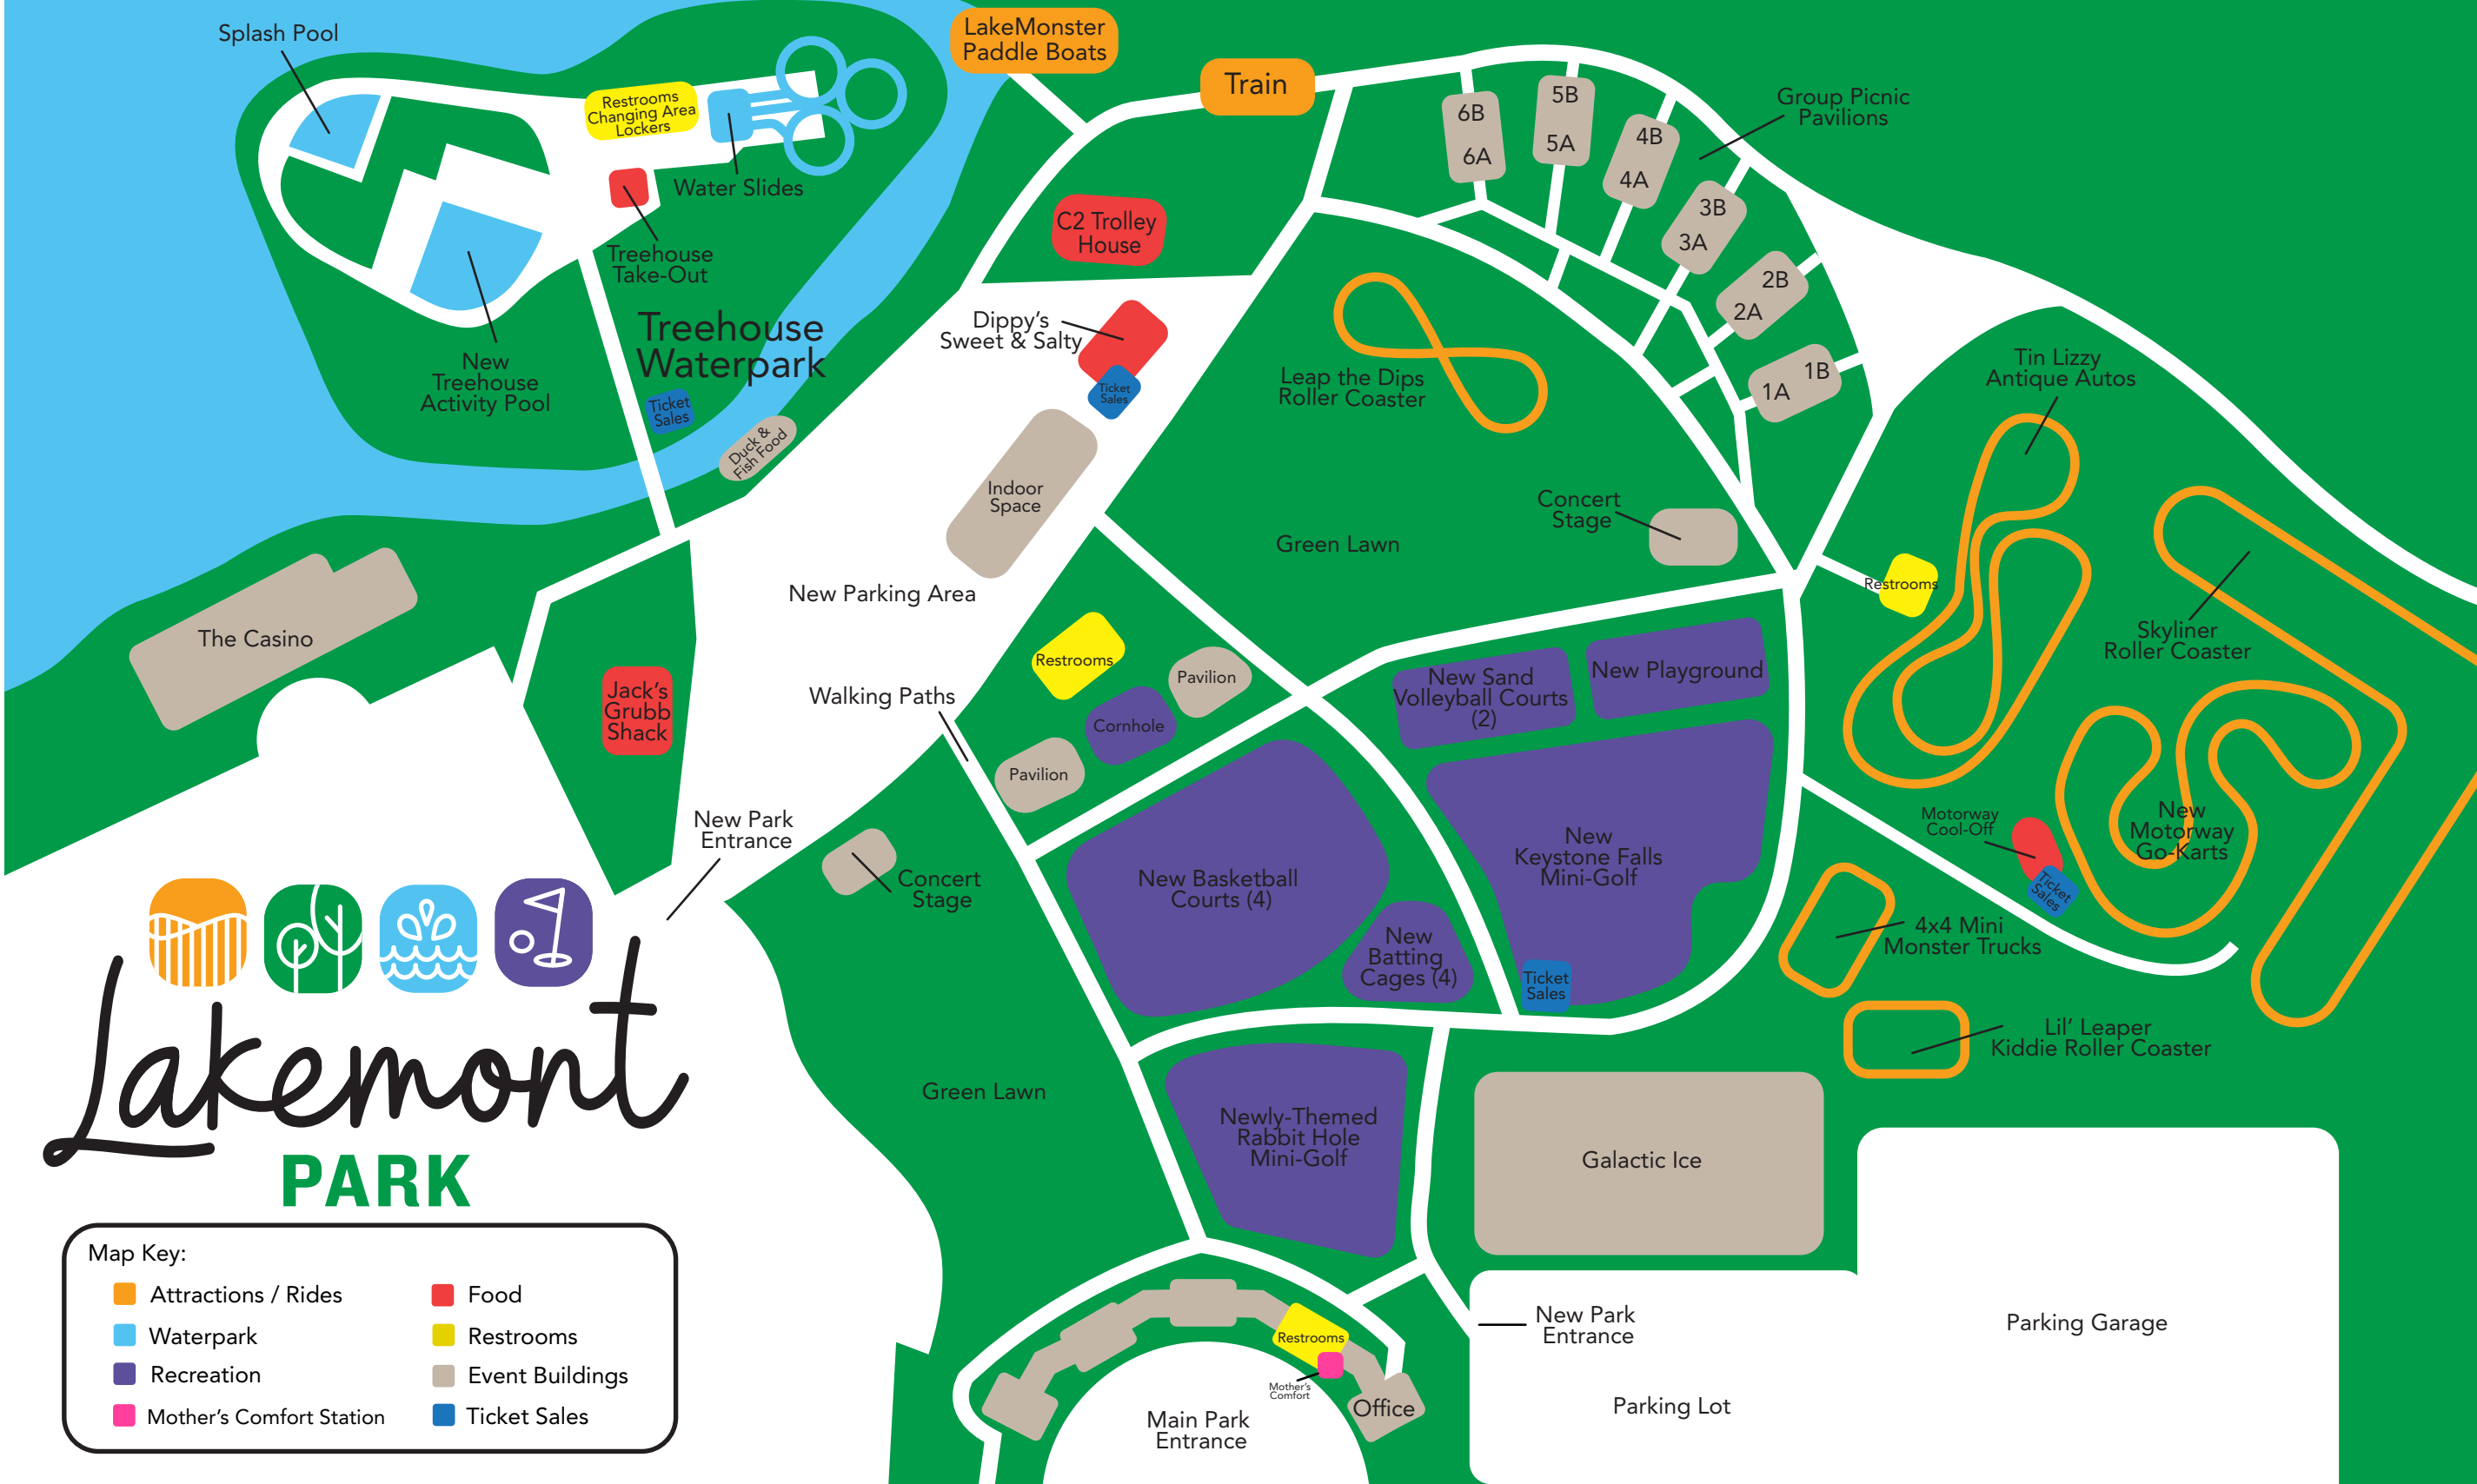 Splash Pool
LakeMonster
Paddle Boats
Train
Restrooms
Changing Area
Lockers
Water Slides
Treehouse
Take-Out
C2 Trolley
House
6B
6A
5B
5A
4B
4A
3B
3A
2B
2A
1B
1A
Group Picnic
Pavilions
Treehouse
Waterpark
New
Treehouse
Activity Pool
Ticket
Sales
Duck &
Fish Food
Dippy's
Sweet & Salty
Ticket
Sales
Leap the Dips
Roller Coaster
Tin Lizzy
Antique Autos
Indoor
Space
Concert
Stage
Green Lawn
New Parking Area
Restrooms
Skyliner
Roller Coaster
The Casino
Jack's
Grubb
Shack
Walking Paths
Restrooms
Pavilion
Cornhole
Pavilion
New Sand
Volleyball Courts
(2)
New Playground
New Park
Entrance
Concert
Stage
New Basketball
Courts (4)
New
Keystone Falls
Mini-Golf
Motorway
Cool-Off
New
Motorway
Go-Karts
Ticket
Sales
New
Batting
Cages (4)
Ticket
Sales
4x4 Mini
Monster Trucks
Lil' Leaper
Kiddie Roller Coaster
Green Lawn
Newly-Themed
Rabbit Hole
Mini-Golf
Galactic Ice
Lakemont
PARK
Map Key:
Attractions / Rides
Waterpark
Recreation
Mother's Comfort Station
Food
Restrooms
Event Buildings
Ticket Sales
Restrooms
Mother's
Comfort
Office
Main Park
Entrance
New Park
Entrance
Parking Garage
Parking Lot